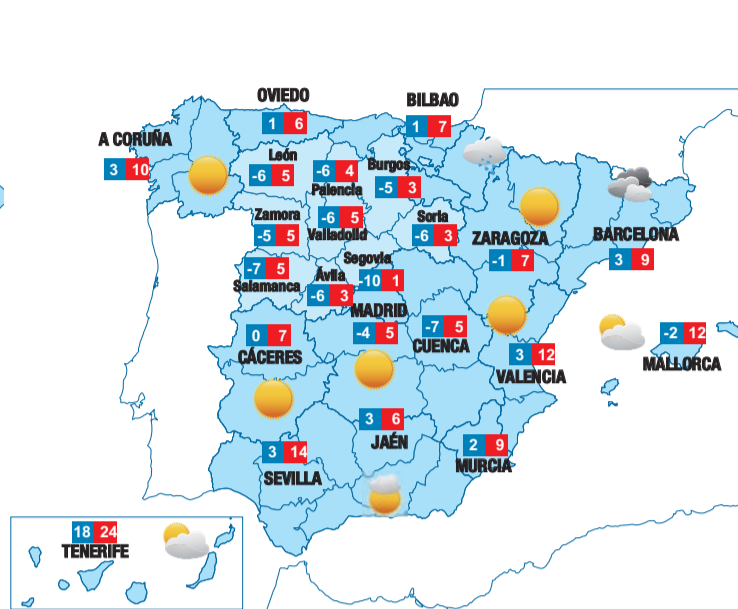 OVIEDO
1 6
BILBAO
1 7
A CORUÑA
3 10
León
-6 5
-6 4
Palencia
Burgos
-5 3
Zamora
-5 5
-6 5
Valladolid
Soria
-6 3
ZARAGOZA
-1 7
BARCELONA
3 9
-7 5
Salamanca
Ávila
-6 3
Segovia
-10 1
MADRID
-4 5
-7 5
CUENCA
0 7
CÁCERES
3 12
VALENCIA
-2 12
MALLORCA
3 6
JAÉN
2 9
MURCIA
3 14
SEVILLA
18 24
TENERIFE